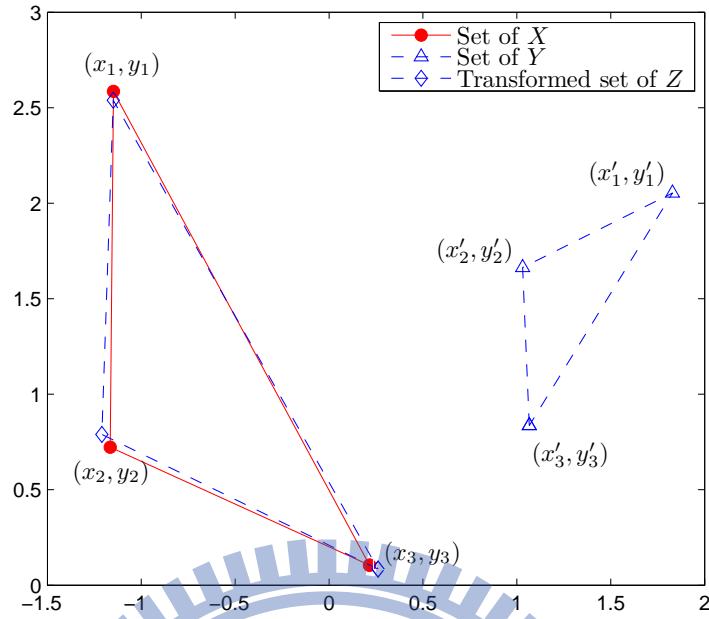 3
(x₁, y₁)
Set of X
Set of Y
Transformed set of Z
2.5
(x′₁, y′₁)
2
(x′₂, y′₂)
1.5
1
(x′₃, y′₃)
(x₂, y₂)
0.5
(x₃, y₃)
0
−1.5 −1 −0.5 0 0.5 1 1.5 2